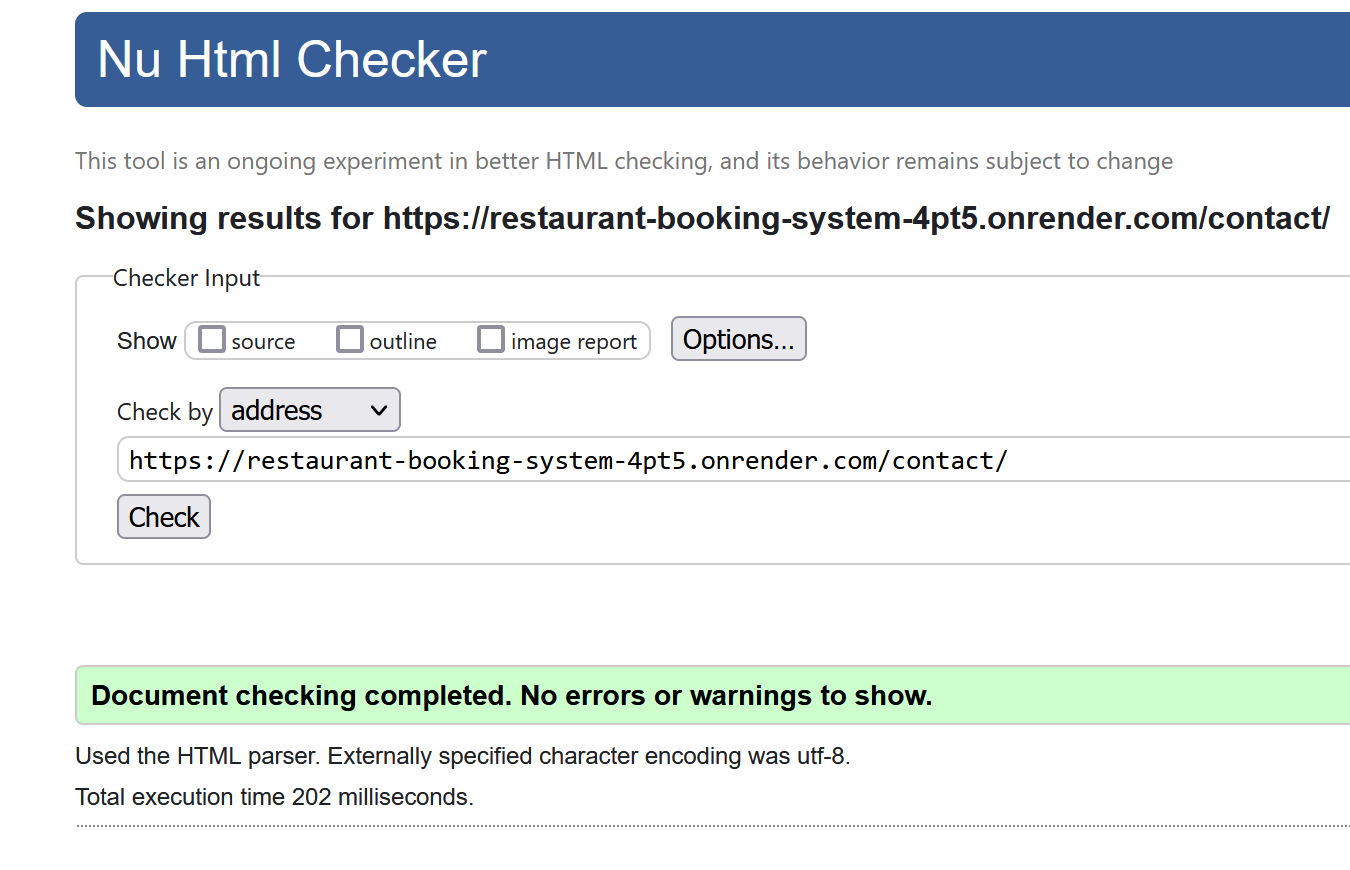 Nu Html Checker
This tool is an ongoing experiment in better HTML checking, and its behavior remains subject to change
Showing results for https://restaurant-booking-system-4pt5.onrender.com/contact/
Checker Input
Show source outline image report Options...
Check by address
https://restaurant-booking-system-4pt5.onrender.com/contact/
Check
Document checking completed. No errors or warnings to show.
Used the HTML parser. Externally specified character encoding was utf-8.
Total execution time 202 milliseconds.